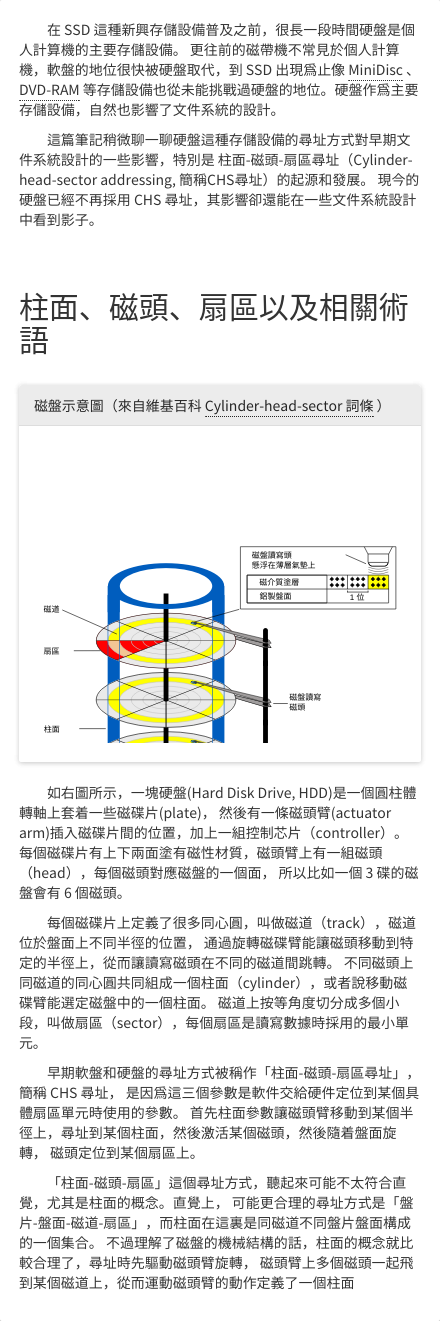 在 SSD 這種新興存儲設備普及之前，很長一段時間硬盤是個
人計算機的主要存儲設備。 更往前的磁帶機不常見於個人計算
機，軟盤的地位很快被硬盤取代，到 SSD 出現爲止像 MiniDisc 、
DVD-RAM 等存儲設備也從未能挑戰過硬盤的地位。硬盤作爲主要
存儲設備，自然也影響了文件系統的設計。
這篇筆記稍微聊一聊硬盤這種存儲設備的尋址方式對早期文
件系統設計的一些影響，特別是 柱面-磁頭-扇區尋址（Cylinder-
head-sector addressing, 簡稱CHS尋址）的起源和發展。 現今的
硬盤已經不再採用 CHS 尋址，其影響卻還能在一些文件系統設計
中看到影子。
柱面、磁頭、扇區以及相關術
語
磁盤示意圖（來自維基百科 Cylinder-head-sector 詞條 ）
磁盤讀寫頭
懸浮在薄層氣墊上
磁介質塗層
鋁製盤面
1 位
磁道
扇區
磁盤讀寫
磁頭
柱面
如右圖所示，一塊硬盤(Hard Disk Drive, HDD)是一個圓柱體
轉軸上套着一些磁碟片(plate)， 然後有一條磁頭臂(actuator
arm)插入磁碟片間的位置，加上一組控制芯片（controller）。
每個磁碟片有上下兩面塗有磁性材質，磁頭臂上有一組磁頭
（head），每個磁頭對應磁盤的一個面， 所以比如一個 3 碟的磁
盤會有 6 個磁頭。
每個磁碟片上定義了很多同心圓，叫做磁道（track），磁道
位於盤面上不同半徑的位置， 通過旋轉磁碟臂能讓磁頭移動到特
定的半徑上，從而讓讀寫磁頭在不同的磁道間跳轉。 不同磁頭上
同磁道的同心圓共同組成一個柱面（cylinder），或者說移動磁
碟臂能選定磁盤中的一個柱面。 磁道上按等角度切分成多個小
段，叫做扇區（sector），每個扇區是讀寫數據時採用的最小單
元。
早期軟盤和硬盤的尋址方式被稱作「柱面-磁頭-扇區尋址」，
簡稱 CHS 尋址， 是因爲這三個參數是軟件交給硬件定位到某個具
體扇區單元時使用的參數。 首先柱面參數讓磁頭臂移動到某個半
徑上，尋址到某個柱面，然後激活某個磁頭，然後隨着盤面旋
轉， 磁頭定位到某個扇區上。
「柱面-磁頭-扇區」這個尋址方式，聽起來可能不太符合直
覺，尤其是柱面的概念。直覺上， 可能更合理的尋址方式是「盤
片-盤面-磁道-扇區」，而柱面在這裏是同磁道不同盤片盤面構成
的一個集合。 不過理解了磁盤的機械結構的話，柱面的概念就比
較合理了，尋址時先驅動磁頭臂旋轉， 磁頭臂上多個磁頭一起飛
到某個磁道上，從而運動磁頭臂的動作定義了一個柱面